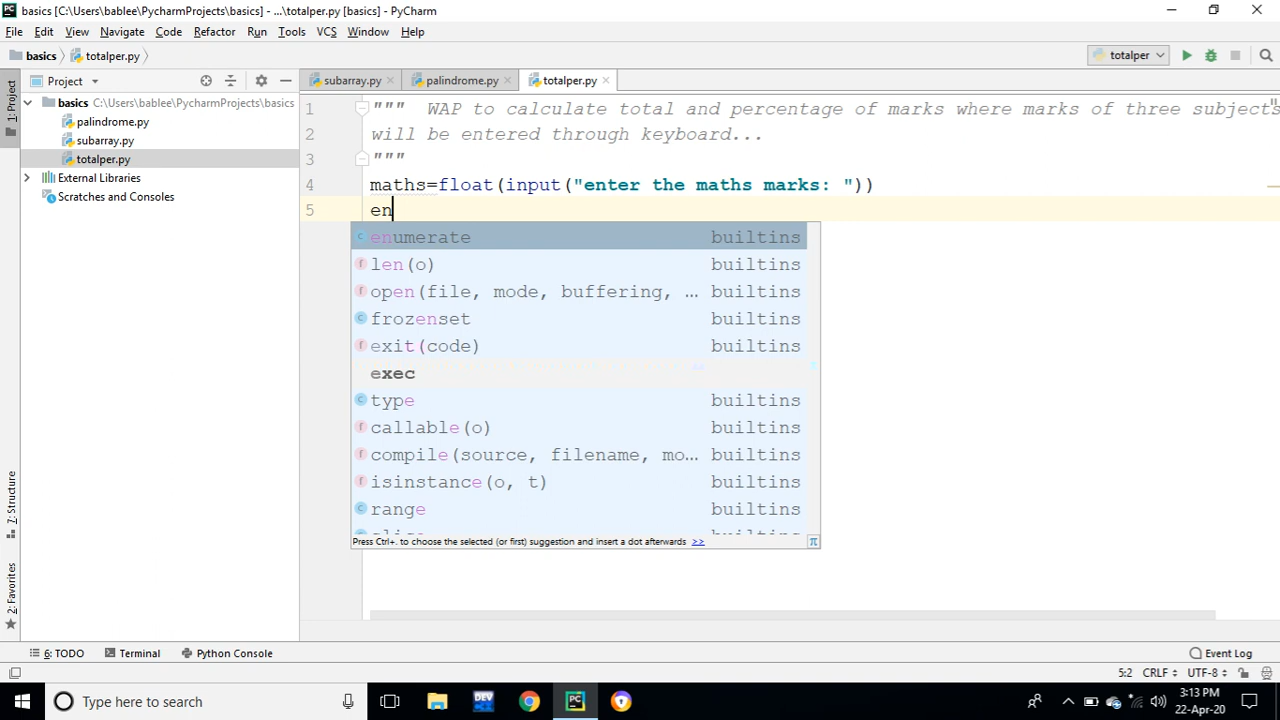 basics [C:\Users\bablee\PycharmProjects\basics] - ...\totalper.py [basics] - PyCharm
File Edit View Navigate Code Refactor Run Tools VCS Window Help
basics totalper.py totalper
Project subarray.py palindrome.py totalper.py
1: Project
basics C:\Users\bablee\PycharmProjects\basics
palindrome.py
subarray.py
totalper.py
External Libraries
Scratches and Consoles
1 """ WAP to calculate total and percentage of marks where marks of three subjects
2 will be entered through keyboard...
3 """
4 maths=float(input("enter the maths marks: "))
5 en
enumerate builtins
len(o) builtins
open(file, mode, buffering, ... builtins
frozenset builtins
exit(code) builtins
exec
type builtins
callable(o) builtins
compile(source, filename, mo... builtins
isinstance(o, t) builtins
range builtins
Press Ctrl+. to choose the selected (or first) suggestion and insert a dot afterwards >> π
Z: Structure
2: Favorites
6: TODO Terminal Python Console Event Log
5:2 CRLF UTF-8
Type here to search DEV PC 3:13 PM
22-Apr-20